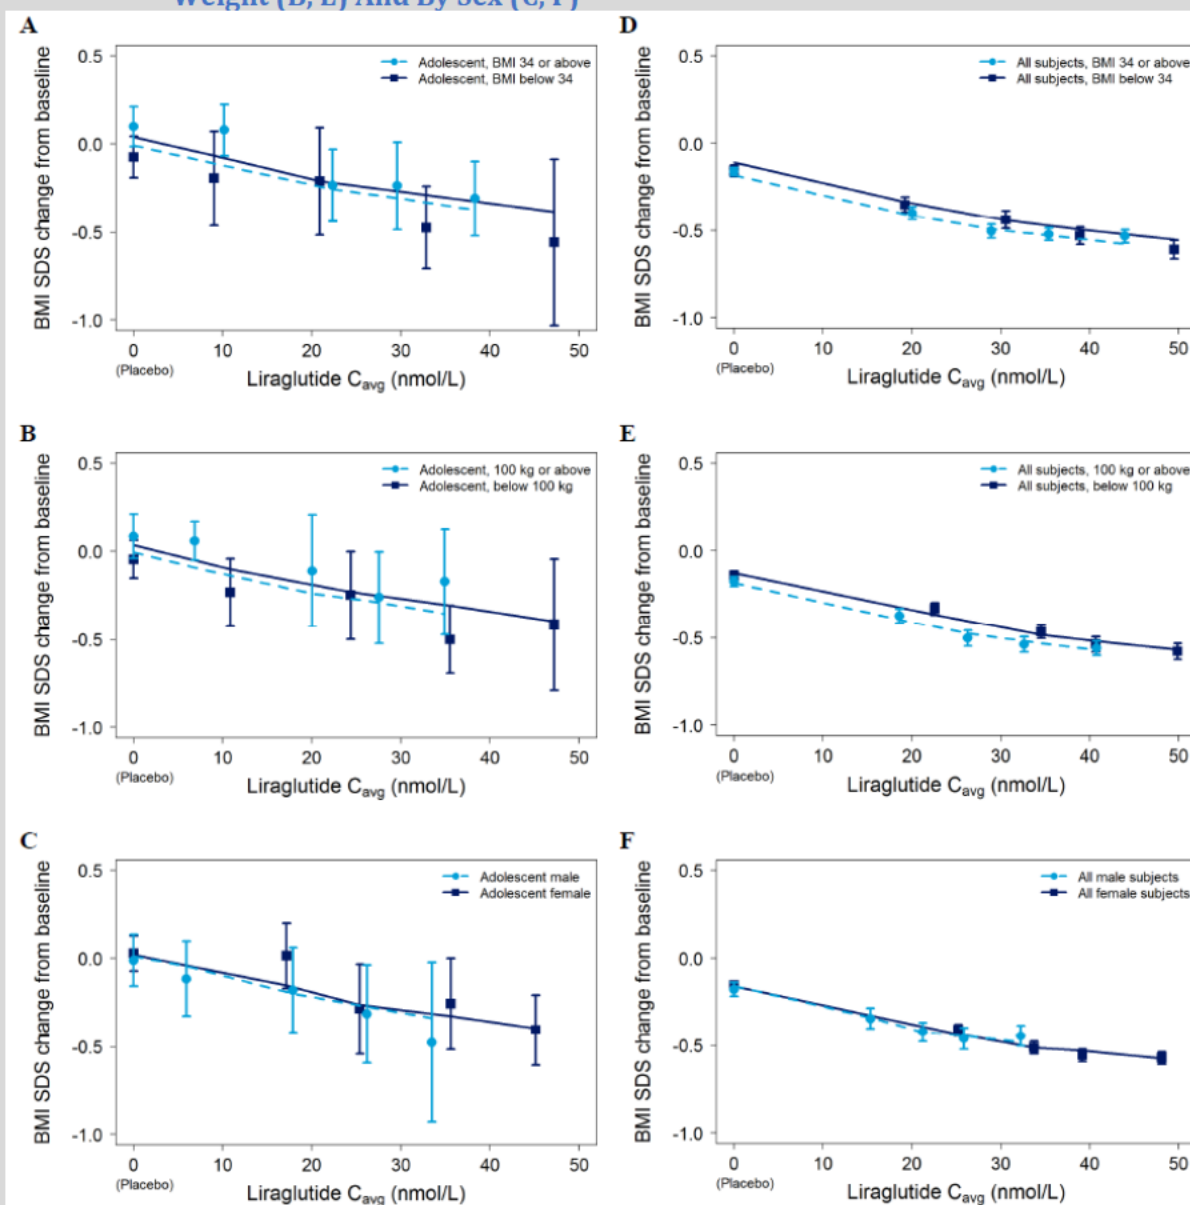 Weight (B, E) And By Sex (C, F)
A
BMI SDS change from baseline
0.5
0.0
-0.5
-1.0
Adolescent, BMI 34 or above
Adolescent, BMI below 34
0 10 20 30 40 50
(Placebo)
Liraglutide Cavg (nmol/L)
D
BMI SDS change from baseline
0.5
0.0
-0.5
-1.0
All subjects, BMI 34 or above
All subjects, BMI below 34
0 10 20 30 40 50
(Placebo)
Liraglutide Cavg (nmol/L)
B
BMI SDS change from baseline
0.5
0.0
-0.5
-1.0
Adolescent, 100 kg or above
Adolescent, below 100 kg
0 10 20 30 40 50
(Placebo)
Liraglutide Cavg (nmol/L)
E
BMI SDS change from baseline
0.5
0.0
-0.5
-1.0
All subjects, 100 kg or above
All subjects, below 100 kg
0 10 20 30 40 50
(Placebo)
Liraglutide Cavg (nmol/L)
C
BMI SDS change from baseline
0.5
0.0
-0.5
-1.0
Adolescent male
Adolescent female
0 10 20 30 40 50
(Placebo)
Liraglutide Cavg (nmol/L)
F
BMI SDS change from baseline
0.5
0.0
-0.5
-1.0
All male subjects
All female subjects
0 10 20 30 40 50
(Placebo)
Liraglutide Cavg (nmol/L)